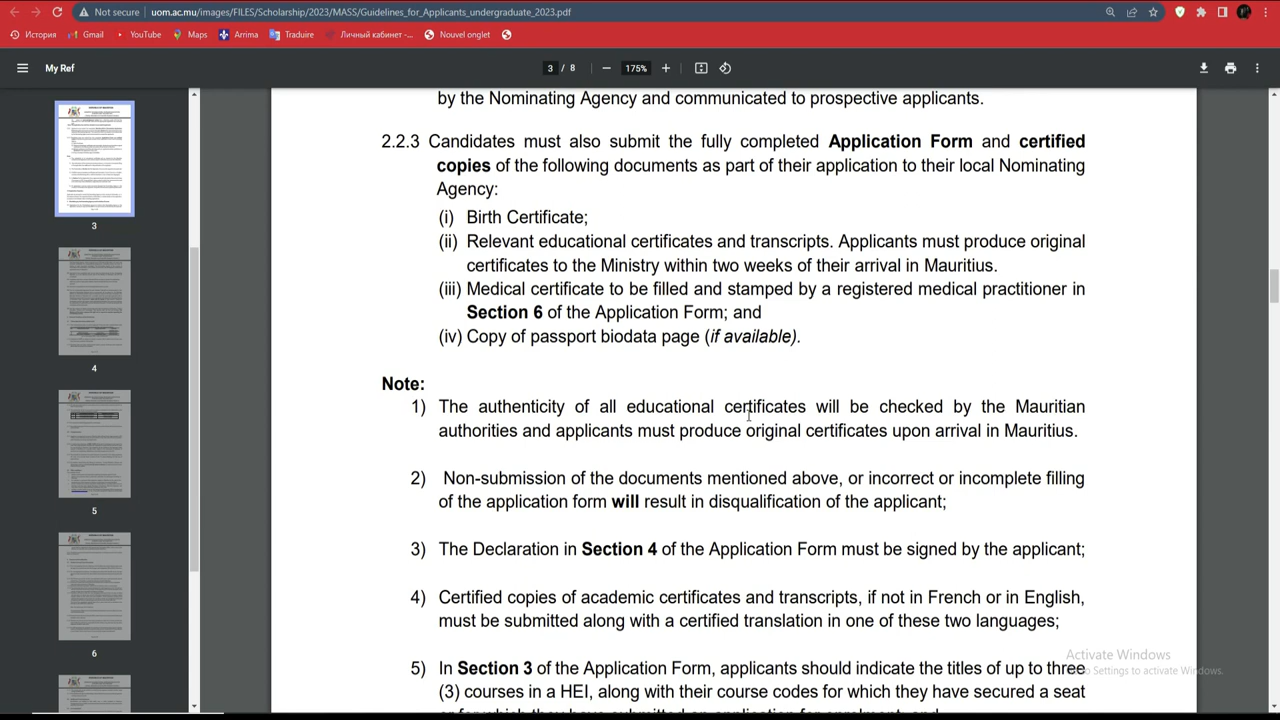 Not secure | uom.ac.mu/images/FILES/Scholarship/2023/MASS/Guidelines_for_Applicants_undergraduate_2023.pdf
История Gmail YouTube Maps Arrima Traduire Личный кабинет -... Nouvel onglet
My Ref 3 / 8 175%
by the Nominating Agency and communicated to prospective applicants.
2.2.3 Candidates must also submit the fully completed Application Form and certified
copies of the following documents as part of their application to their local Nominating
Agency:
(i) Birth Certificate;
(ii) Relevant educational certificates and transcripts. Applicants must produce original
certificates to the Ministry within two weeks of their arrival in Mauritius.
(iii) Medical certificate to be filled and stamped by a registered medical practitioner in
Section 6 of the Application Form; and
(iv) Copy of passport biodata page (if available).
Note:
1) The authenticity of all educational certificates will be checked by the Mauritian
authorities and applicants must produce original certificates upon arrival in Mauritius.
2) Non-submission of the documents mentioned above, or incorrect or incomplete filling
of the application form will result in disqualification of the applicant;
3) The Declaration in Section 4 of the Application Form must be signed by the applicant;
4) Certified copies of academic certificates and transcripts, if not in French or in English,
must be submitted along with a certified translation in one of these two languages;
5) In Section 3 of the Application Form, applicants should indicate the titles of up to three
(3) courses in a HEI, along with their course codes for which they have secured a seat
3
4
5
6
Activate Windows
Go to Settings to activate Windows.